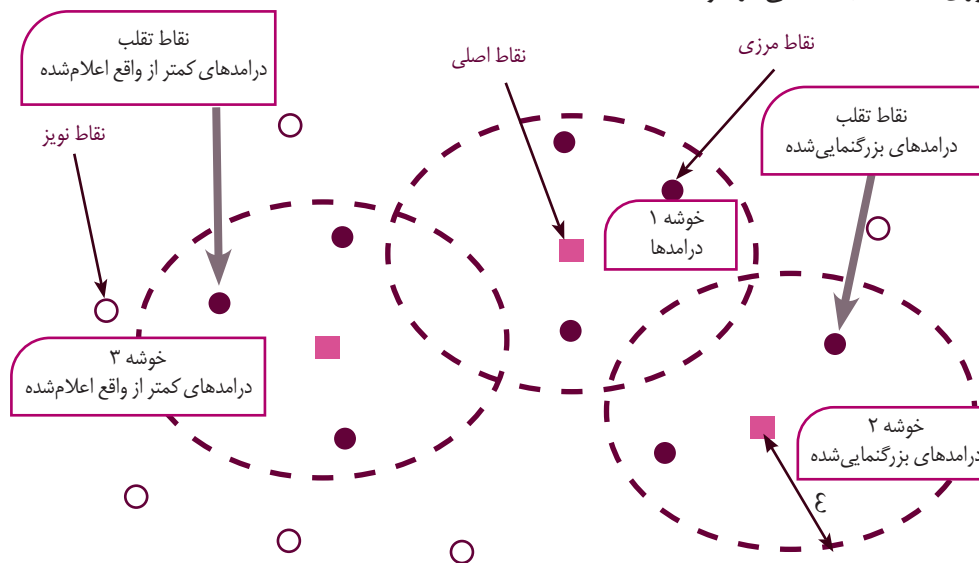 نقاط تقلب
درامدهای کمتر از واقع اعلام‌شده
نقاط اصلی
نقاط مرزی
نقاط تقلب
درامدهای بزرگنمایی‌شده
نقاط نویز
خوشه ۱
درامدها
خوشه ۳
درامدهای کمتر از واقع اعلام‌شده
خوشه ۲
درامدهای بزرگنمایی‌شده
ε